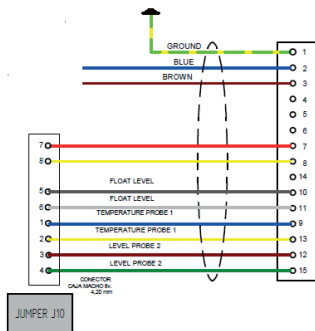 GROUND
1
BLUE
2
BROWN
3
4
5
6
7
7
8
8
14
5
FLOAT LEVEL
10
6
FLOAT LEVEL
11
1
TEMPERATURE PROBE 1
9
2
TEMPERATURE PROBE 1
13
3
LEVEL PROBE 2
12
4
LEVEL PROBE 2
15
CONECTOR
CAJA MACHO 8v.
4,20 mm
JUMPER J10